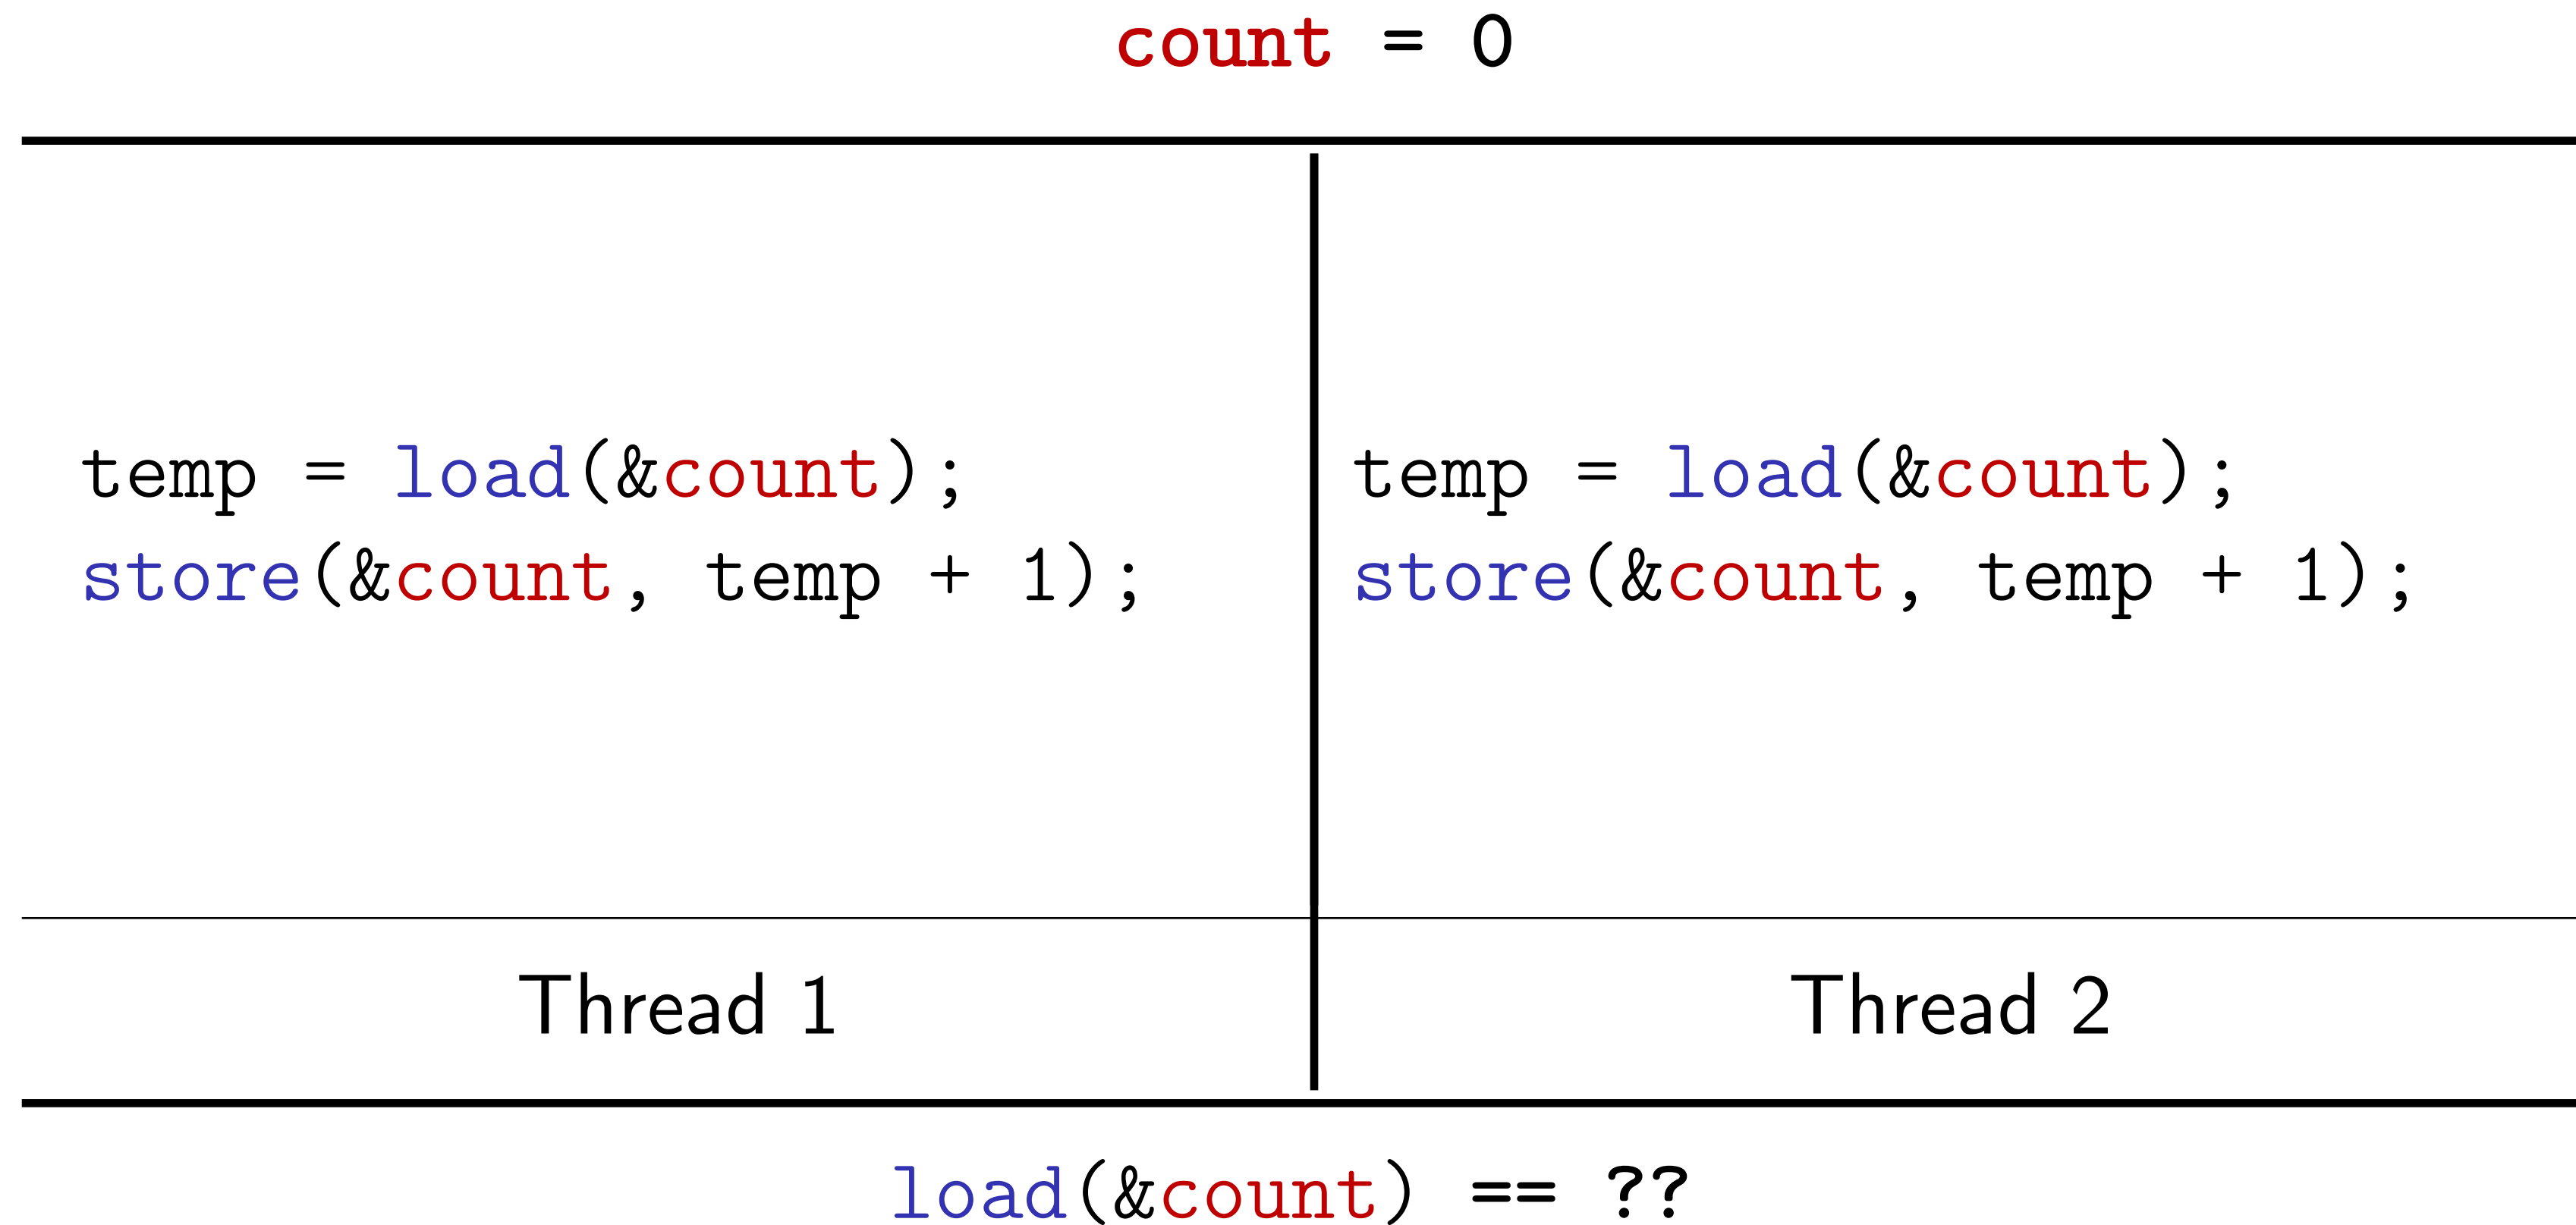 count = 0
temp = load(&count);
store(&count, temp + 1);
temp = load(&count);
store(&count, temp + 1);
Thread 1
Thread 2
load(&count) == ??